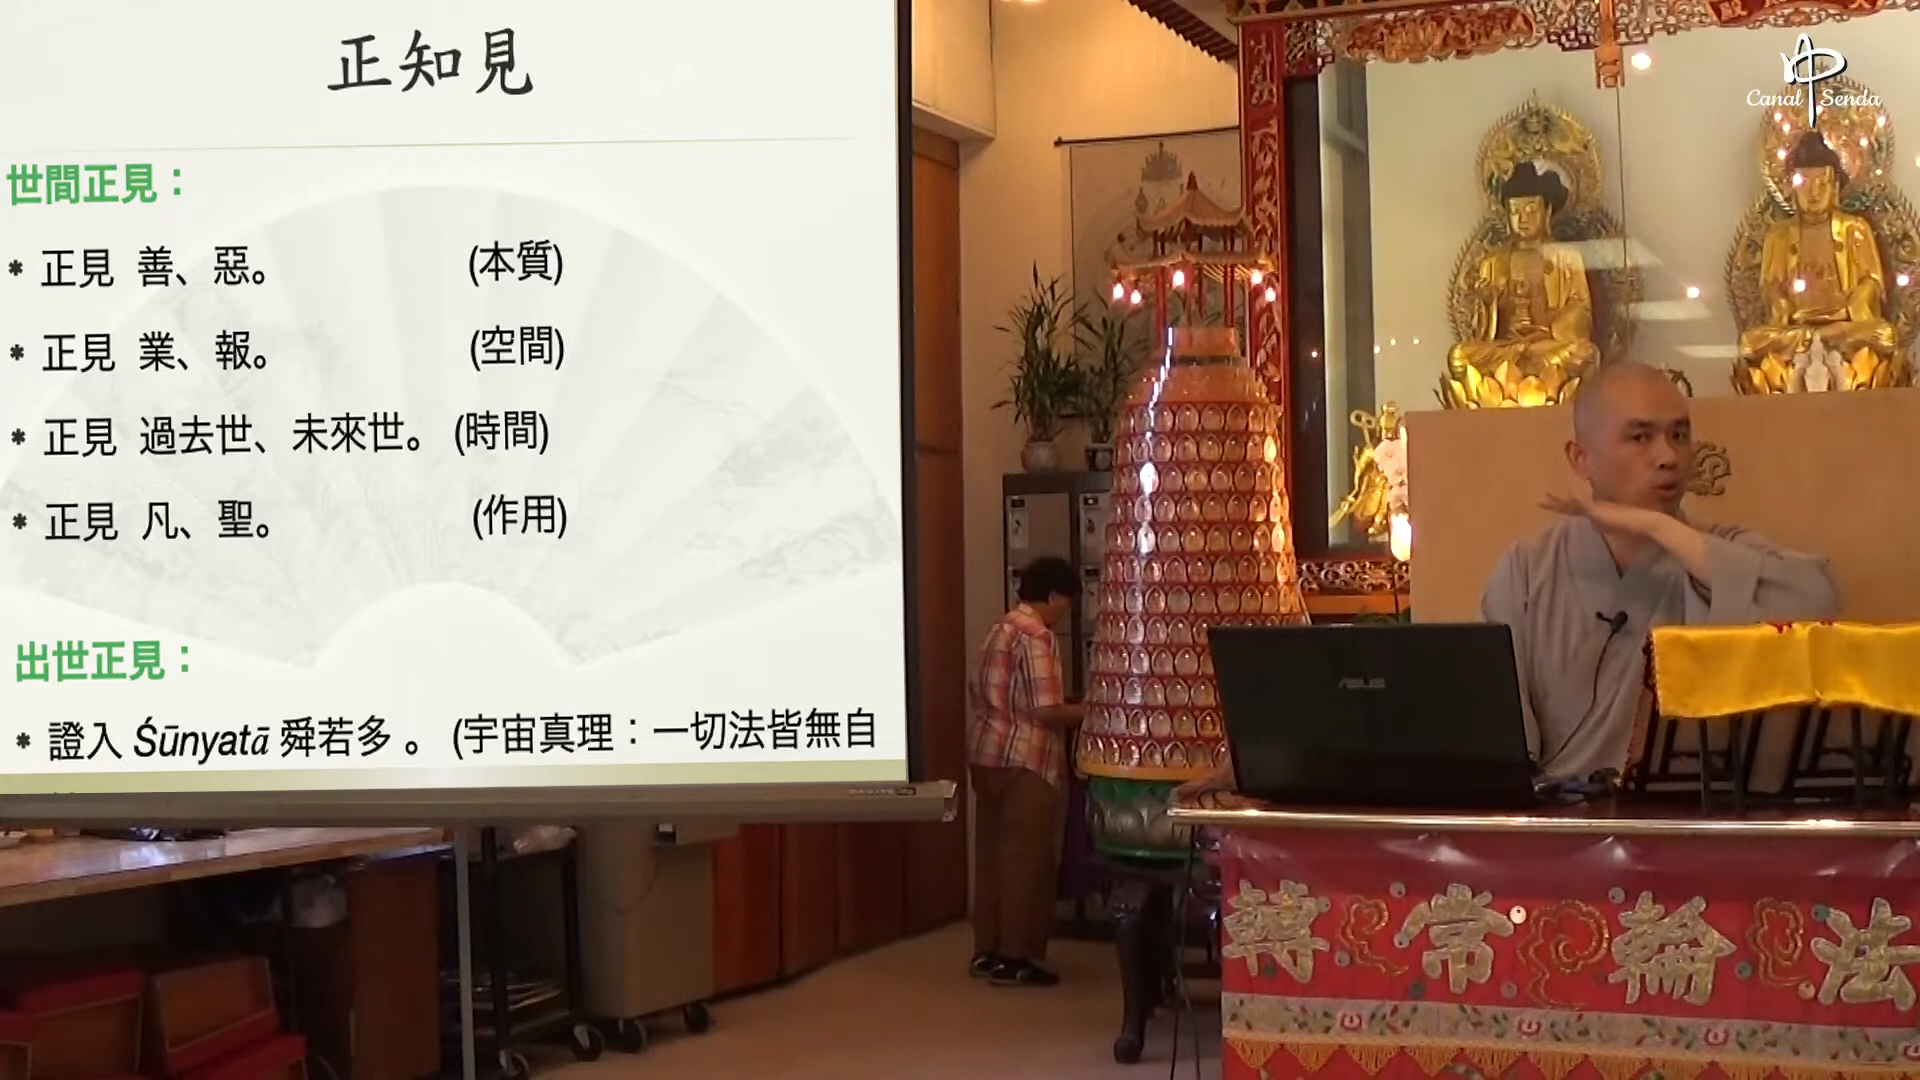 正知見
世間正見：
* 正見 善、惡。 (本質)
* 正見 業、報。 (空間)
* 正見 過去世、未來世。 (時間)
* 正見 凡、聖。 (作用)
出世正見：
* 證入 Śūnyatā 舜若多 。 (宇宙真理：一切法皆無自
Canal Senda
ASUS
轉常輪法